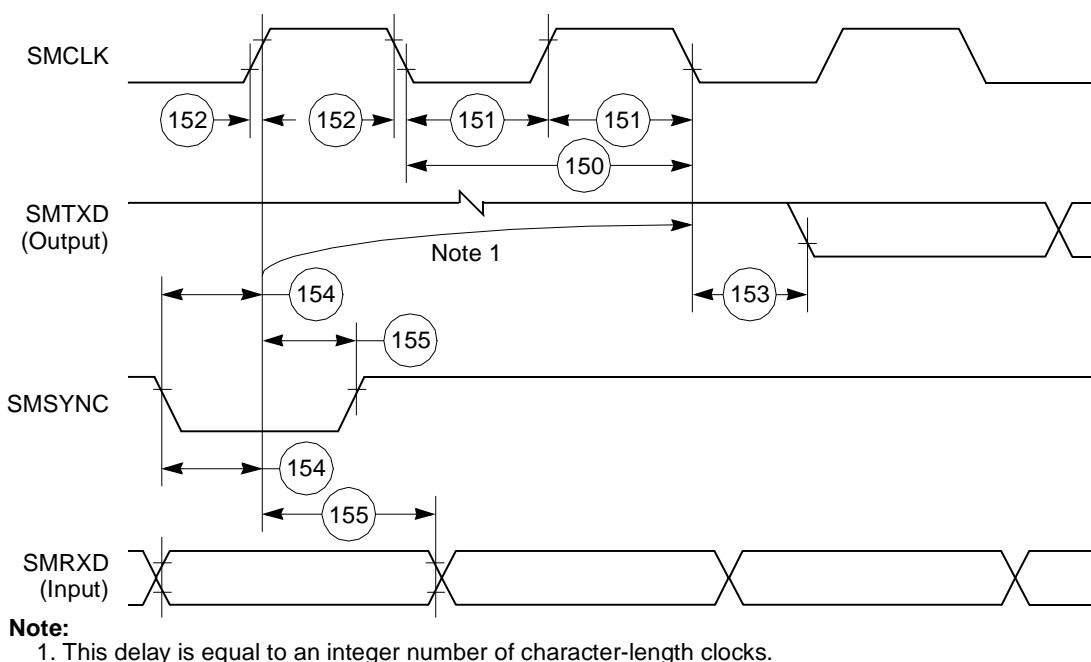 SMCLK
152
152
151
151
150
SMTXD
(Output)
Note 1
154
153
155
SMSYNC
154
155
SMRXD
(Input)
Note:
1. This delay is equal to an integer number of character-length clocks.